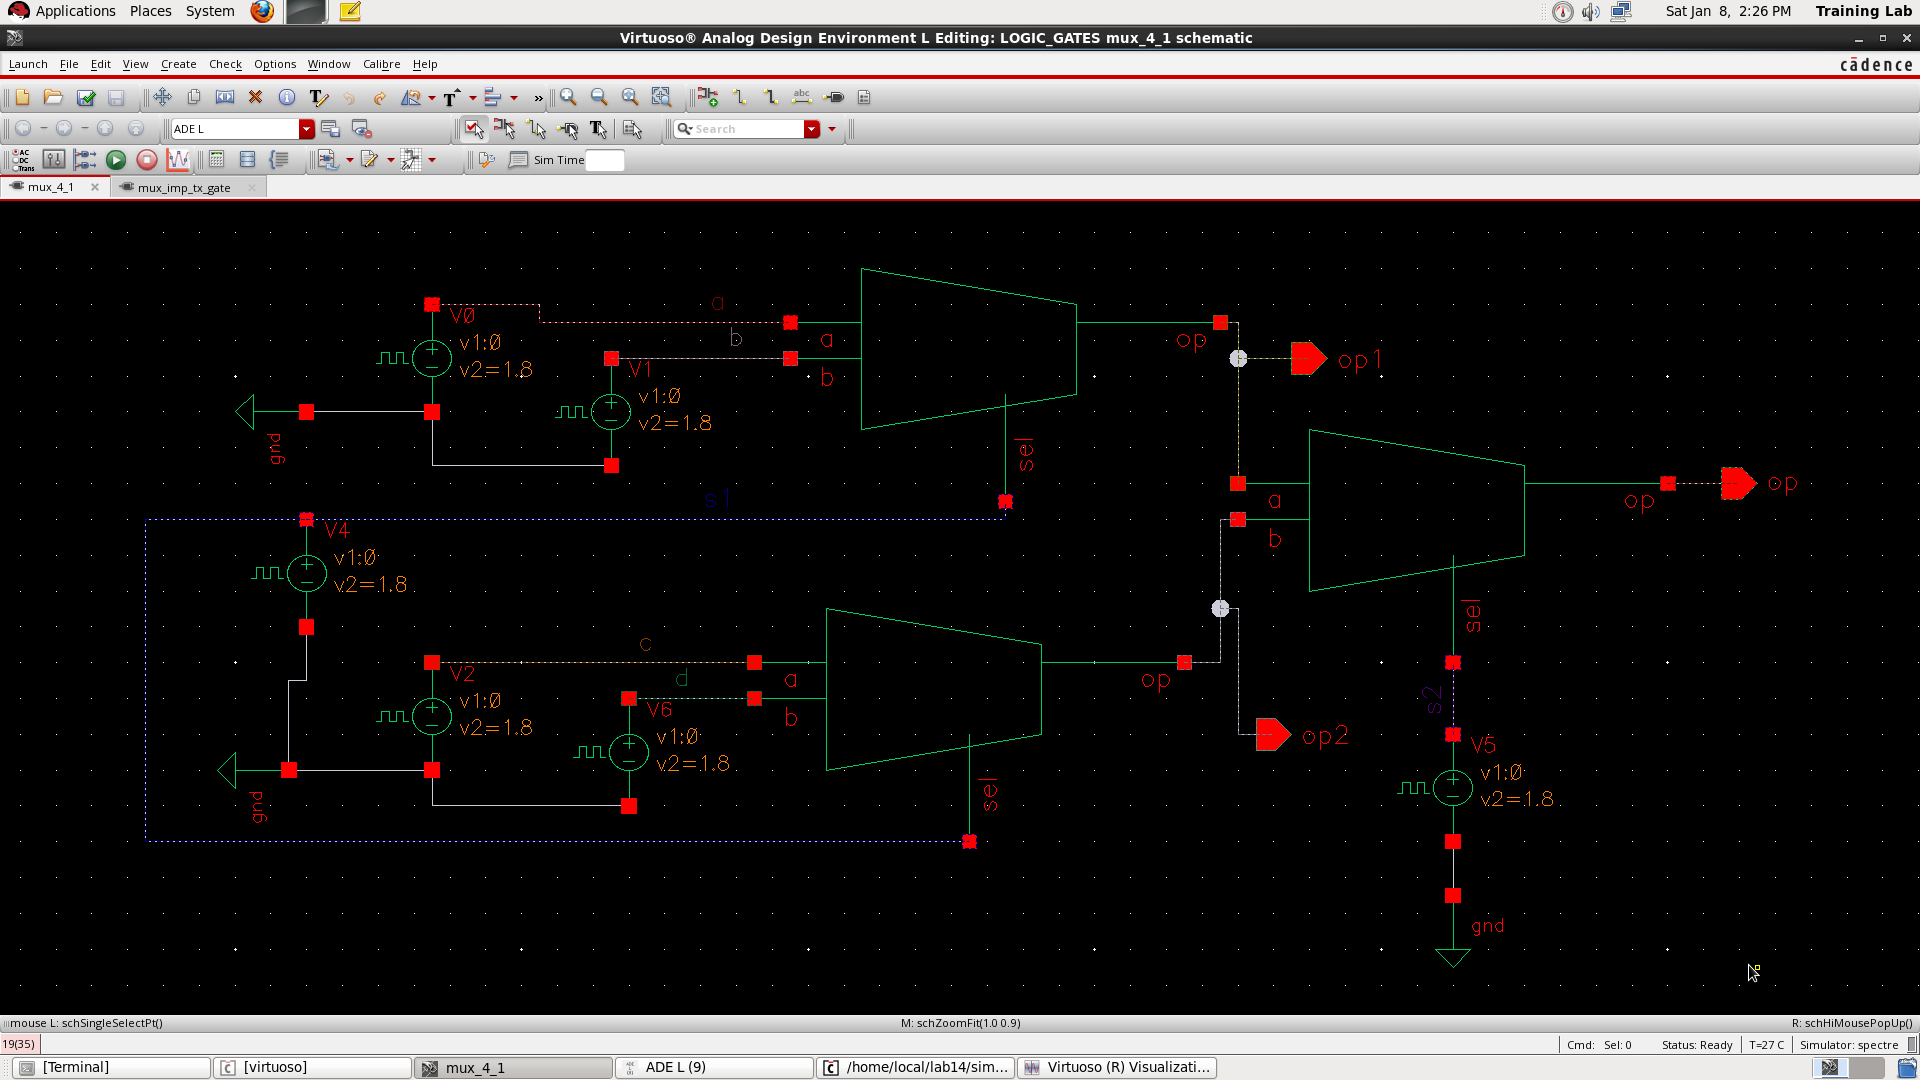 Applications Places System Sat Jan 8, 2:26 PM Training Lab
Virtuoso® Analog Design Environment L Editing: LOGIC_GATES mux_4_1 schematic
Launch File Edit View Create Check Options Window Calibre Help cādence
T T » abc
ADE L T Search
AC DC Trans Sim Time
mux_4_1 mux_imp_tx_gate
V0 v1:0 v2=1.8
a
b
V1 v1:0 v2=1.8
a
b
op
op1
gnd
sel
s1
V4 v1:0 v2=1.8
a
b
op
op
sel
c
d
V2 v1:0 v2=1.8
V6 v1:0 v2=1.8
a
b
op
op2
gnd
sel
s2
V5 v1:0 v2=1.8
gnd
mouse L: schSingleSelectPt() M: schZoomFit(1.0 0.9) R: schHiMousePopUp()
19(35) Cmd: Sel: 0 Status: Ready T=27 C Simulator: spectre
[Terminal] [virtuoso] mux_4_1 ADE L (9) /home/local/lab14/sim... Virtuoso (R) Visualizati...